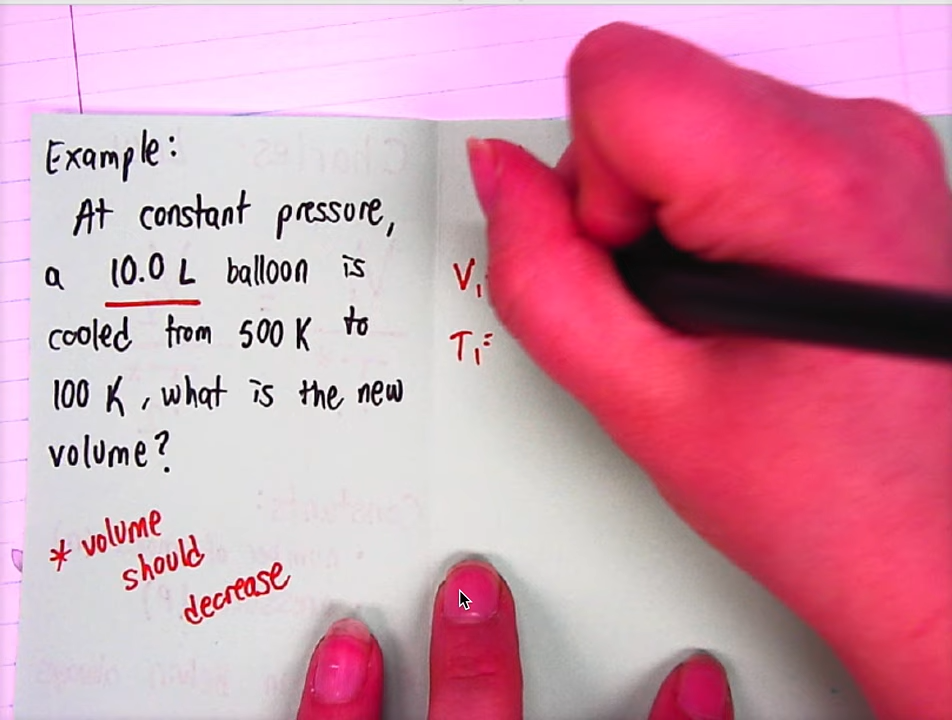 Example:
At constant pressure,
a 10.0 L balloon is
cooled from 500 K to
100 K, what is the new
volume?
* volume
should
decrease
V₁
T₁=